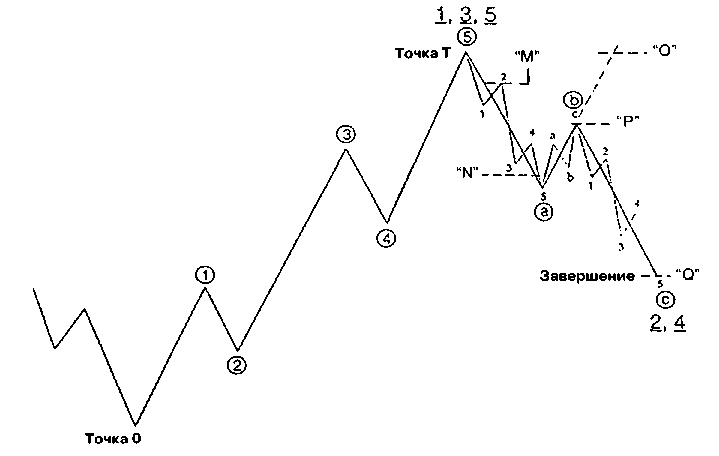 1, 3, 5
⑤
Точка Т
"M"
"O"
2
1
ⓑ
c
"P"
③
4
a
3
"N"
b
1
2
5
ⓐ
4
④
3
①
Завершение
5
"Q"
ⓒ
2, 4
②
Точка 0